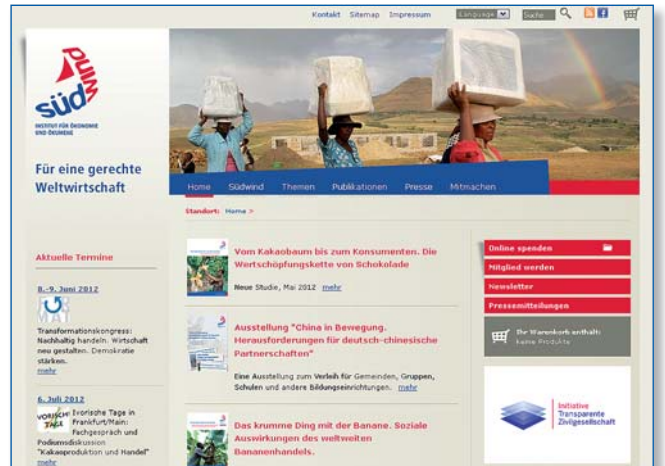 Kontakt Sitemap Impressum
Language
Suche
süd
wind
INSTITUT FÜR ÖKONOMIE
UND ÖKUMENE
Für eine gerechte
Weltwirtschaft
Home Südwind Themen Publikationen Presse Mitmachen
Standort: Home >
Aktuelle Termine
8.-9. Juni 2012
Transformationskongress:
Nachhaltig handeln. Wirtschaft
neu gestalten. Demokratie
stärken.
mehr
6. Juli 2012
Ivorische Tage in
Frankfurt/Main:
Fachgespräch und
Podiumsdiskussion
"Kakaoproduktion und Handel"
mehr
Vom Kakaobaum bis zum Konsumenten. Die
Wertschöpfungskette von Schokolade
Neue Studie, Mai 2012 mehr
Ausstellung "China in Bewegung.
Herausforderungen für deutsch-chinesische
Partnerschaften"
Eine Ausstellung zum Verleih für Gemeinden, Gruppen,
Schulen und andere Bildungseinrichtungen. mehr
Das krumme Ding mit der Banane. Soziale
Auswirkungen des weltweiten
Bananenhandels.
Online spenden
Mitglied werden
Newsletter
Pressemitteilungen
Ihr Warenkorb enthält:
keine Produkte
Initiative
Transparente
Zivilgesellschaft